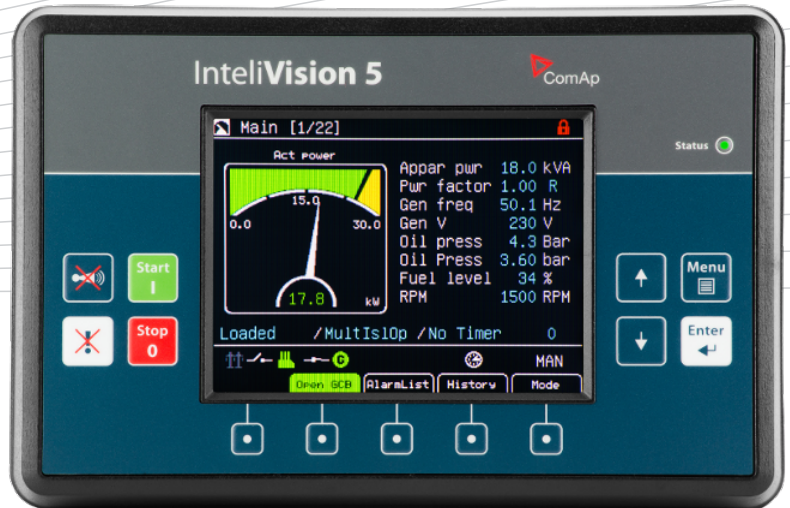 InteliVision 5
ComAp
Status
Main [1/22]
Act power
15.0
0.0
30.0
17.8
kW
Appar pwr 18.0 kVA
Pwr factor 1.00 R
Gen freq 50.1 Hz
Gen V 230 V
Oil press 4.3 Bar
Oil Press 3.60 bar
Fuel level 34 %
RPM 1500 RPM
Loaded /MultIslOp /No Timer 0
G MAN
Open GCB AlarmList History Mode
Start
I
Stop
0
Menu
Enter